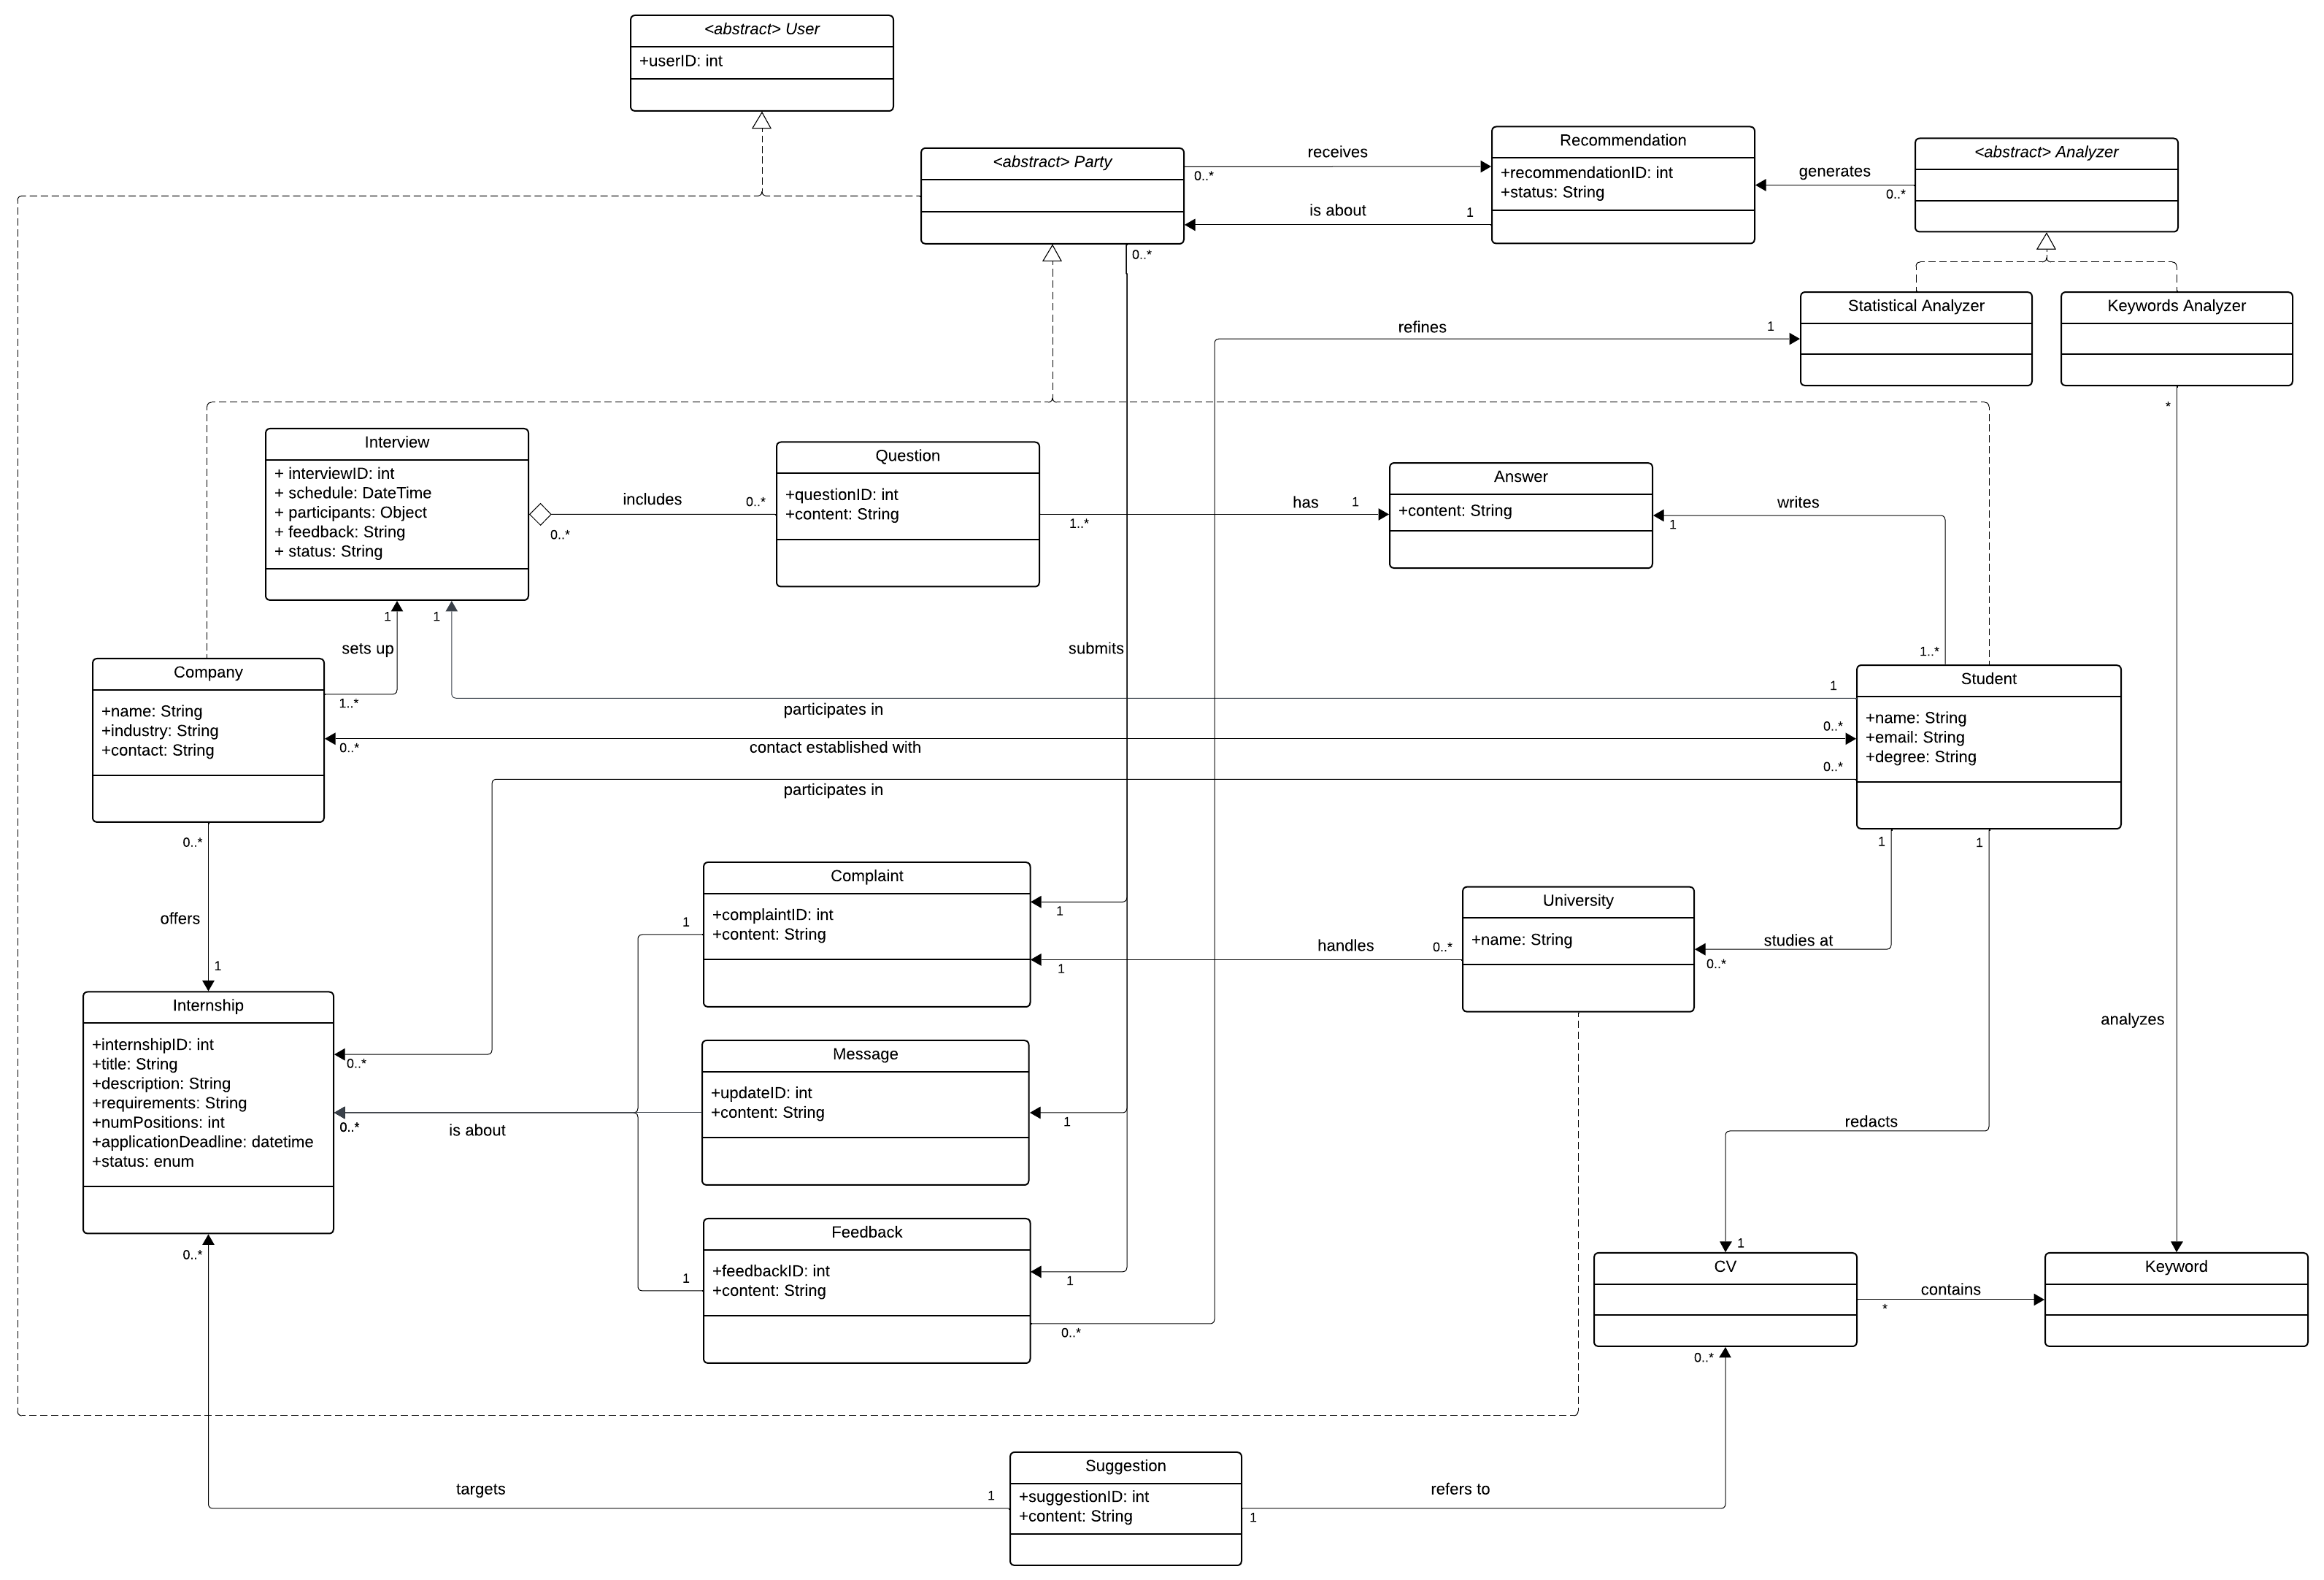 <abstract> User
+userID: int
<abstract> Party
receives
0..*
is about
1
Recommendation
+recommendationID: int
+status: String
generates
0..*
<abstract> Analyzer
0..*
Statistical Analyzer
Keywords Analyzer
refines
1
*
Interview
+ interviewID: int
+ schedule: DateTime
+ participants: Object
+ feedback: String
+ status: String
includes
0..*
0..*
Question
+questionID: int
+content: String
has
1
1..*
Answer
+content: String
writes
1
1..*
1
1
sets up
submits
Company
+name: String
+industry: String
+contact: String
1..*
participates in
1
0..*
contact established with
0..*
participates in
0..*
Student
+name: String
+email: String
+degree: String
0..*
offers
1
1
1
Complaint
+complaintID: int
+content: String
1
1
handles
0..*
1
University
+name: String
studies at
0..*
Internship
+internshipID: int
+title: String
+description: String
+requirements: String
+numPositions: int
+applicationDeadline: datetime
+status: enum
0..*
0..*
is about
Message
+updateID: int
+content: String
1
analyzes
redacts
Feedback
+feedbackID: int
+content: String
1
1
0..*
0..*
1
CV
contains
*
Keyword
0..*
targets
1
Suggestion
+suggestionID: int
+content: String
refers to
1